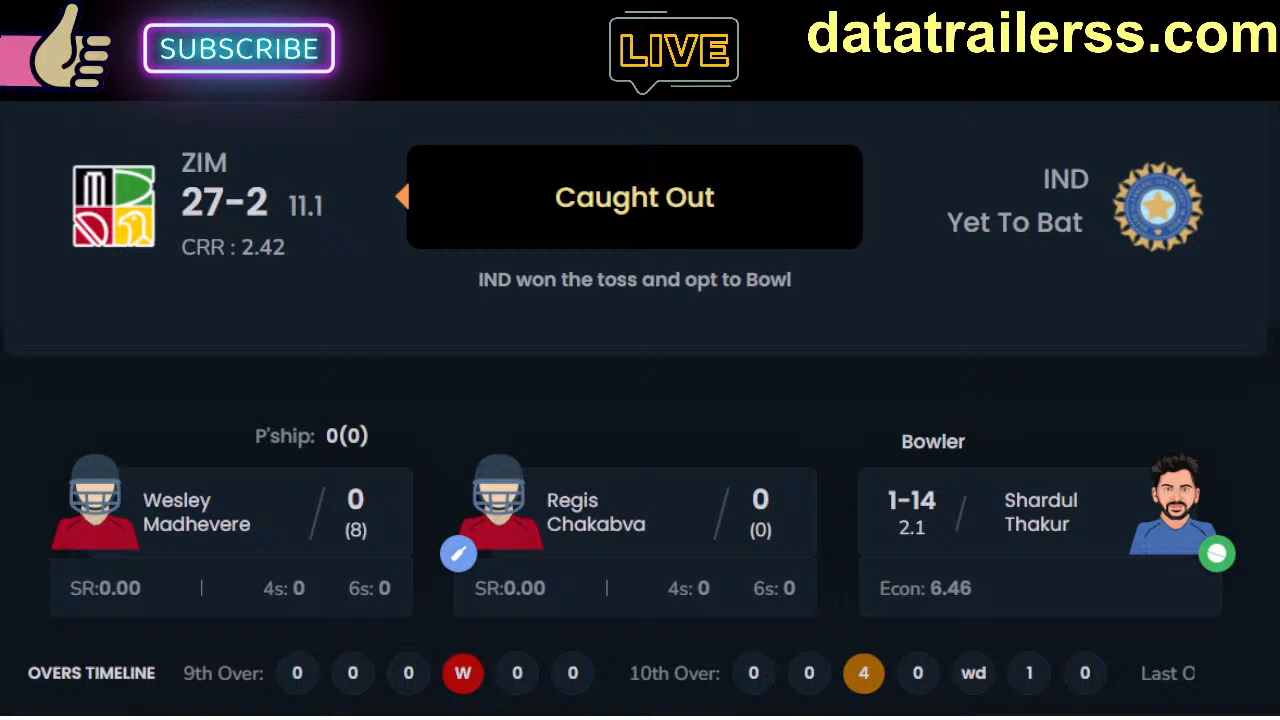 SUBSCRIBE
LIVE
datatrailerss.com
ZIM
27-2 11.1
CRR : 2.42
Caught Out
IND won the toss and opt to Bowl
IND
Yet To Bat
P'ship: 0(0)
Bowler
Wesley
Madhevere
0
(8)
SR:0.00 | 4s: 0 6s: 0
Regis
Chakabva
0
(0)
SR:0.00 | 4s: 0 6s: 0
1-14
2.1
Shardul
Thakur
Econ: 6.46
OVERS TIMELINE 9th Over: 0 0 0 W 0 0 10th Over: 0 0 4 0 wd 1 0 Last O